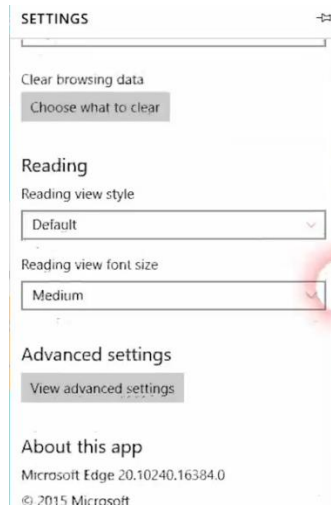 SETTINGS
Clear browsing data
Choose what to clear
Reading
Reading view style
Default
Reading view font size
Medium
Advanced settings
View advanced settings
About this app
Microsoft Edge 20.10240.16384.0
© 2015 Microsoft